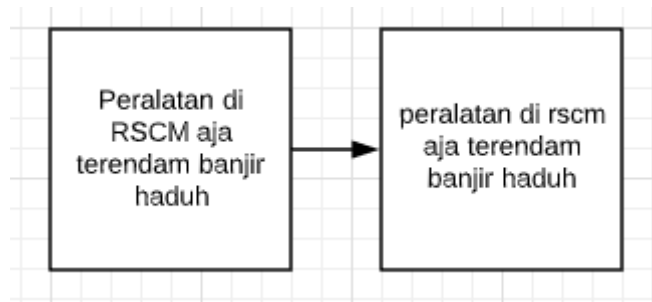 Peralatan di
RSCM aja
terendam banjir
haduh
peralatan di rscm
aja terendam
banjir haduh